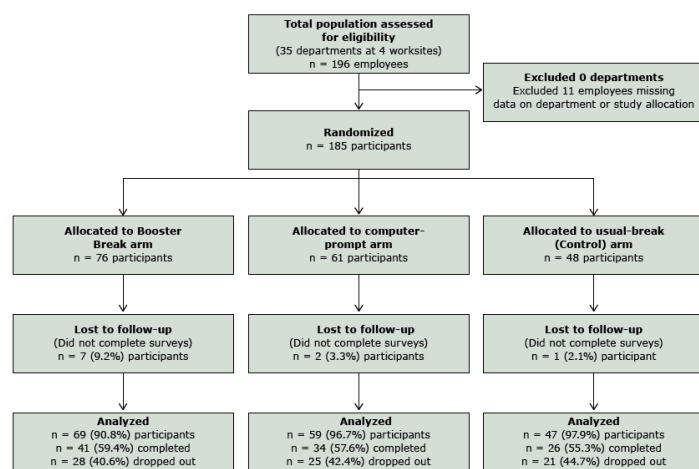 Total population assessed
for eligibility
(35 departments at 4 worksites)
n = 196 employees
Excluded 0 departments
Excluded 11 employees missing
data on department or study allocation
Randomized
n = 185 participants
Allocated to Booster
Break arm
n = 76 participants
Allocated to computer-
prompt arm
n = 61 participants
Allocated to usual-break
(Control) arm
n = 48 participants
Lost to follow-up
(Did not complete surveys)
n = 7 (9.2%) participants
Lost to follow-up
(Did not complete surveys)
n = 2 (3.3%) participants
Lost to follow-up
(Did not complete surveys)
n = 1 (2.1%) participant
Analyzed
n = 69 (90.8%) participants
n = 41 (59.4%) completed
n = 28 (40.6%) dropped out
Analyzed
n = 59 (96.7%) participants
n = 34 (57.6%) completed
n = 25 (42.4%) dropped out
Analyzed
n = 47 (97.9%) participants
n = 26 (55.3%) completed
n = 21 (44.7%) dropped out